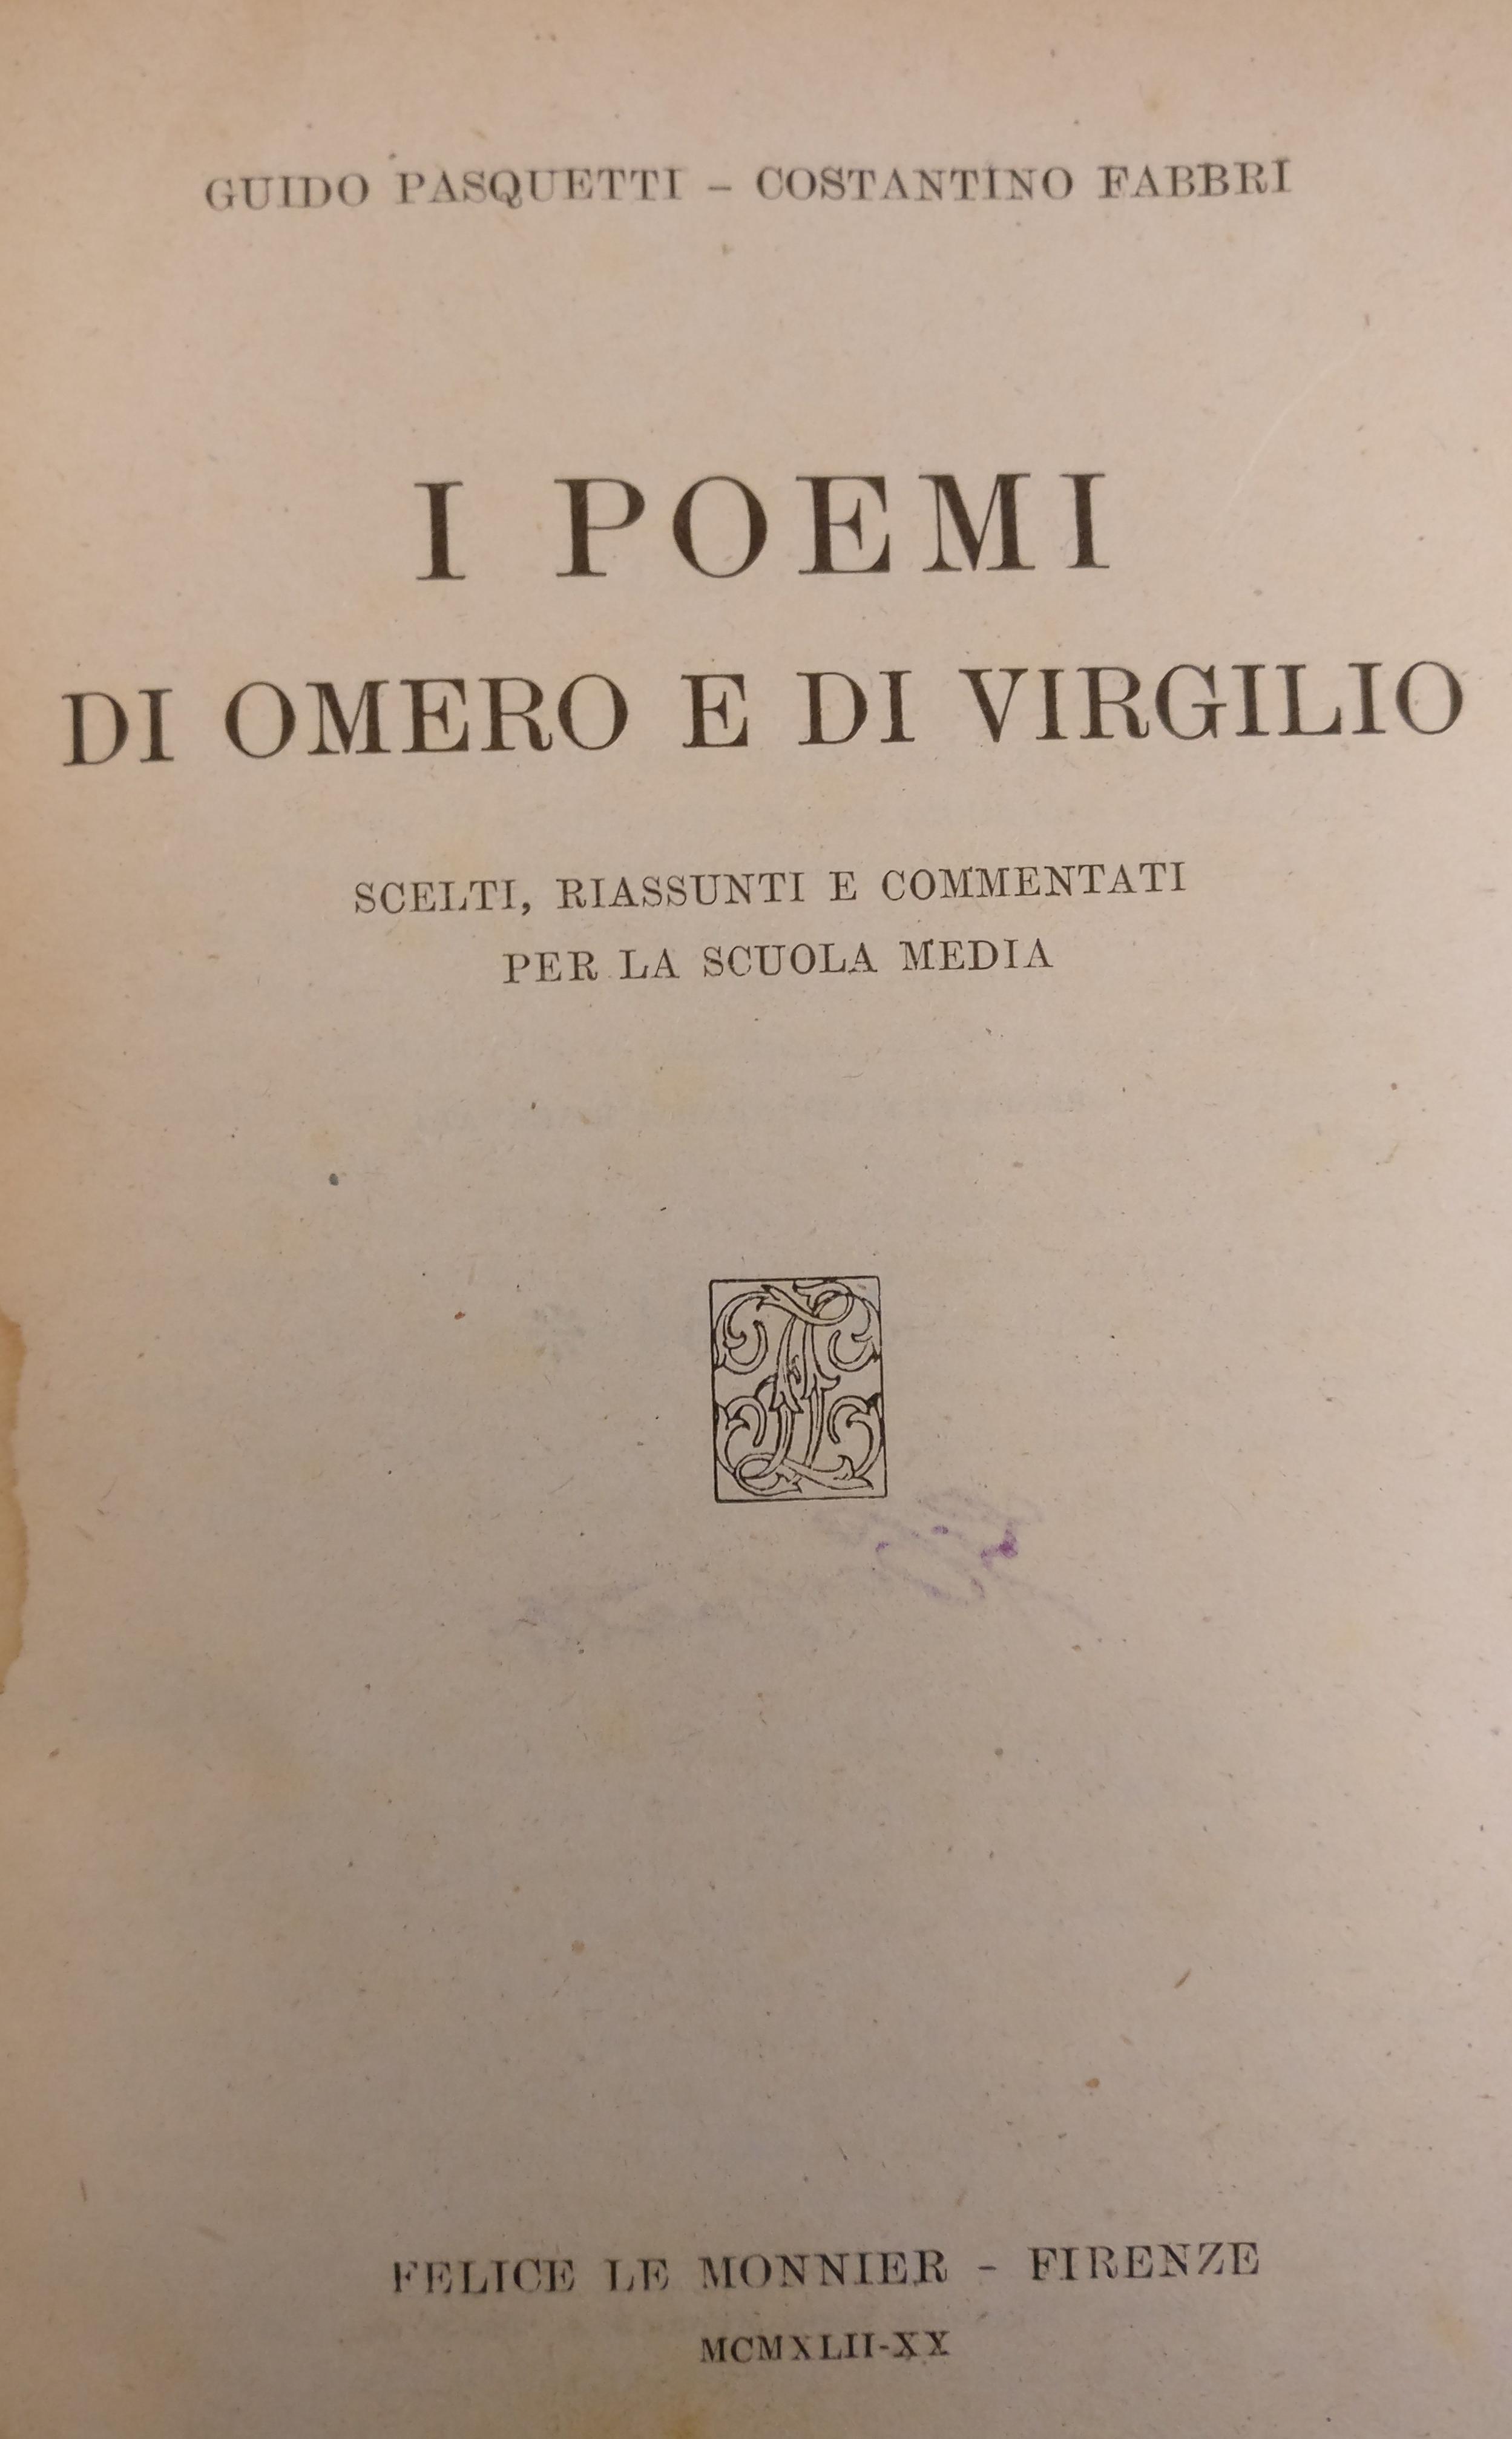 GUIDO PASQUETTI – COSTANTINO FABBRI
I POEMI
DI OMERO E DI VIRGILIO
SCELTI, RIASSUNTI E COMMENTATI
PER LA SCUOLA MEDIA
FELICE LE MONNIER - FIRENZE
MCMXLII-XX